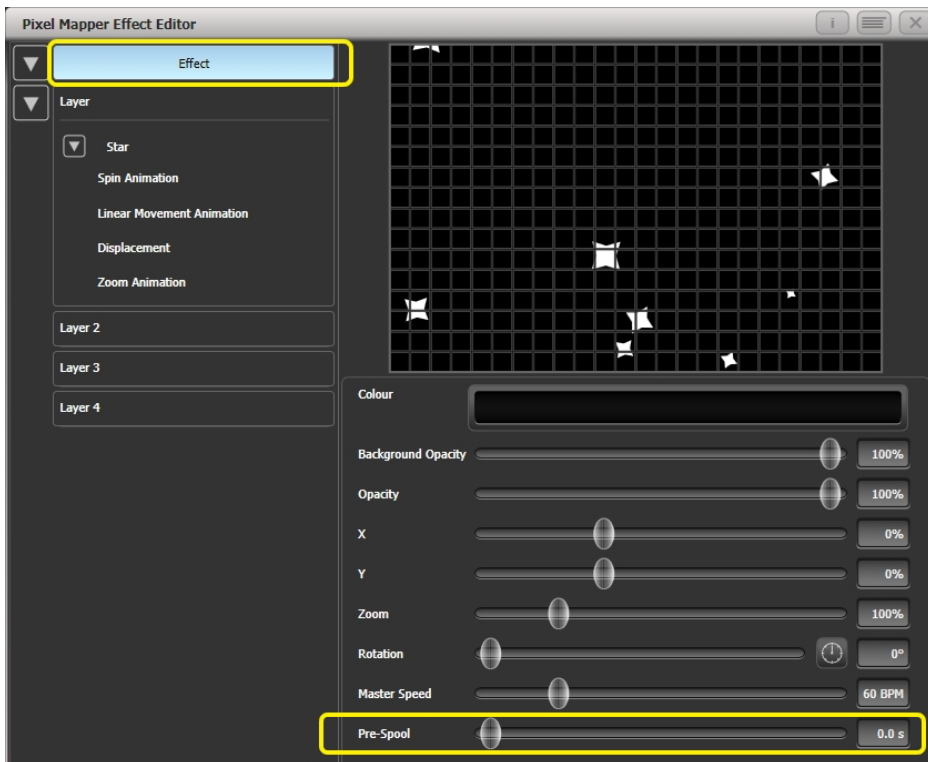 Pixel Mapper Effect Editor
i
Effect
Layer
Star
Spin Animation
Linear Movement Animation
Displacement
Zoom Animation
Layer 2
Layer 3
Layer 4
Colour
Background Opacity 100%
Opacity 100%
X 0%
Y 0%
Zoom 100%
Rotation 0°
Master Speed 60 BPM
Pre-Spool 0.0 s